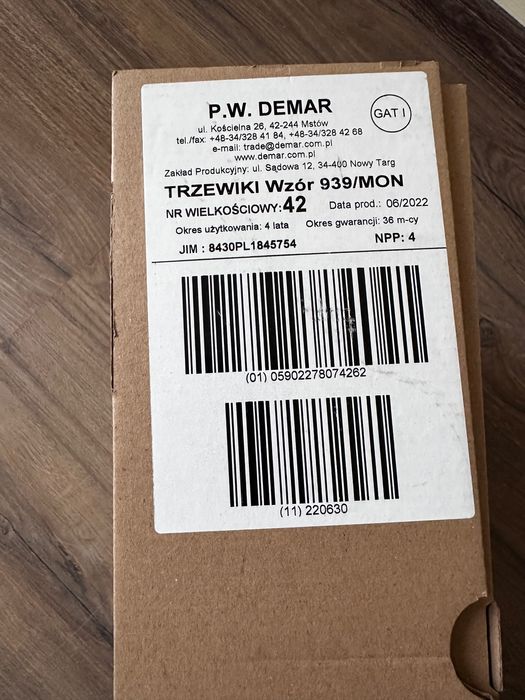 P.W. DEMAR
GAT I
ul. Kościelna 26, 42-244 Mstów
tel./fax: +48-34/328 41 84, +48-34/328 42 68
e-mail: trade@demar.com.pl
www.demar.com.pl
Zakład Produkcyjny: ul. Sądowa 12, 34-400 Nowy Targ
TRZEWIKI Wzór 939/MON
NR WIELKOŚCIOWY: 42 Data prod.: 06/2022
Okres użytkowania: 4 lata Okres gwarancji: 36 m-cy
JIM : 8430PL1845754 NPP: 4
(01) 05902278074262
(11) 220630